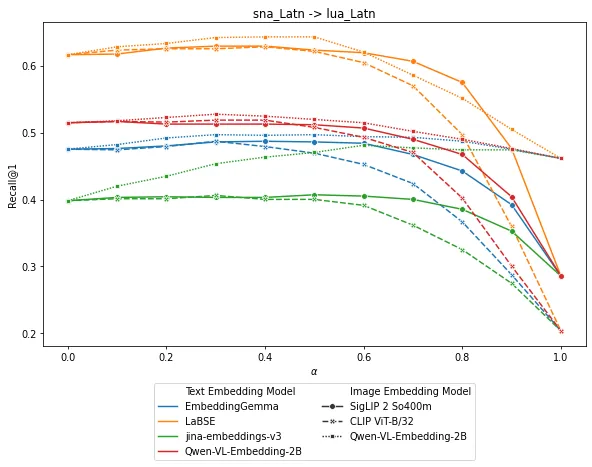 sna_Latn -> lua_Latn
Recall@1
0.6
0.5
0.4
0.3
0.2
0.0 0.2 0.4 0.6 0.8 1.0
α
Text Embedding Model Image Embedding Model
EmbeddingGemma SigLIP 2 So400m
LaBSE CLIP ViT-B/32
jina-embeddings-v3 Qwen-VL-Embedding-2B
Qwen-VL-Embedding-2B